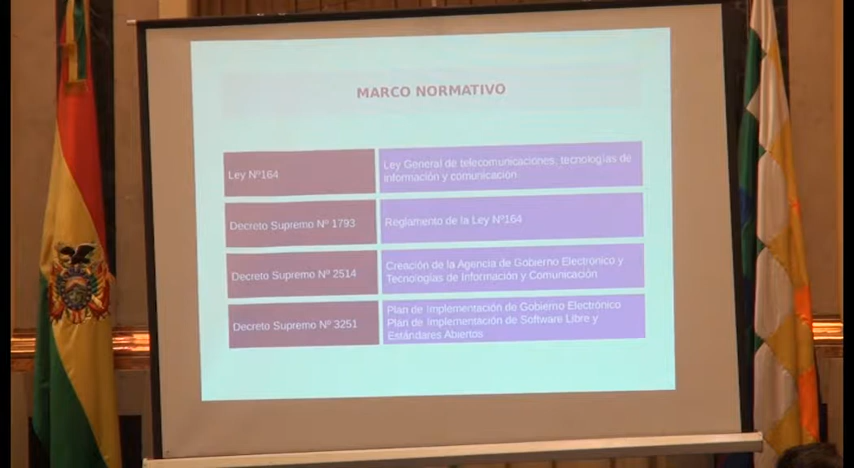 MARCO NORMATIVO
Ley Nº164
Ley General de telecomunicaciones, tecnologías de
información y comunicación
Decreto Supremo Nº 1793
Reglamento de la Ley Nº164
Decreto Supremo Nº 2514
Creación de la Agencia de Gobierno Electrónico y
Tecnologías de Información y Comunicación
Decreto Supremo Nº 3251
Plan de Implementación de Gobierno Electrónico
Plan de Implementación de Software Libre y
Estándares Abiertos